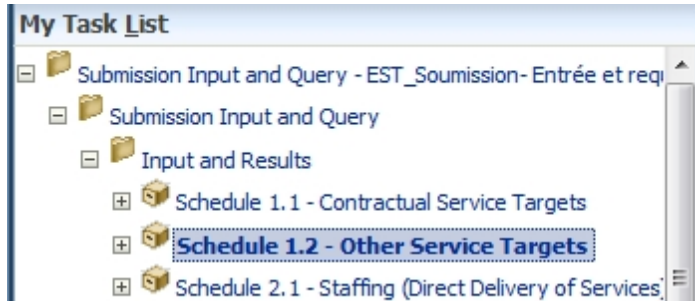 My Task List
Submission Input and Query - EST_Soumission- Entrée et requ
Submission Input and Query
Input and Results
Schedule 1.1 - Contractual Service Targets
Schedule 1.2 - Other Service Targets
Schedule 2.1 - Staffing (Direct Delivery of Services)